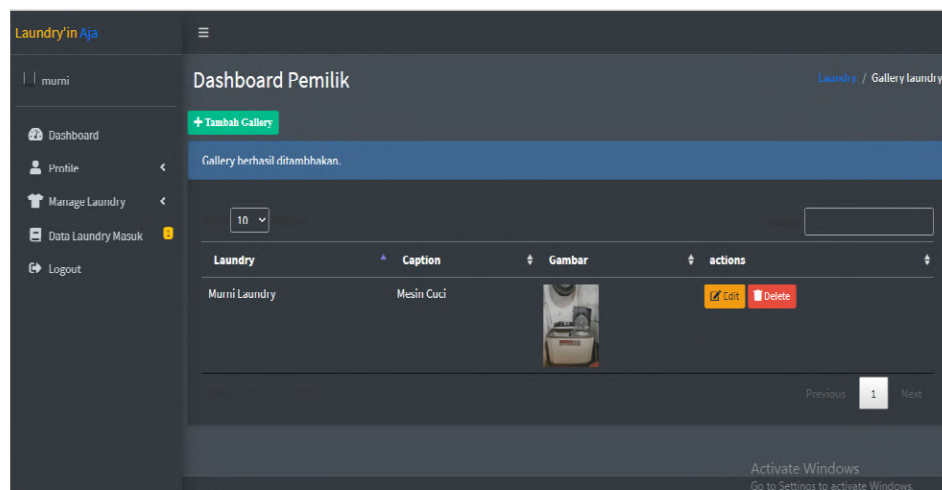 Laundry'in Aja
murni
Dashboard Pemilik
Laundry / Gallery laundry
+ Tambah Gallery
Dashboard
Gallery berhasil ditambhakan.
Profile
Manage Laundry
Data Laundry Masuk
Logout
10
Laundry Caption Gambar actions
Murni Laundry Mesin Cuci Edit Delete
Previous 1 Next
Activate Windows
Go to Settings to activate Windows.